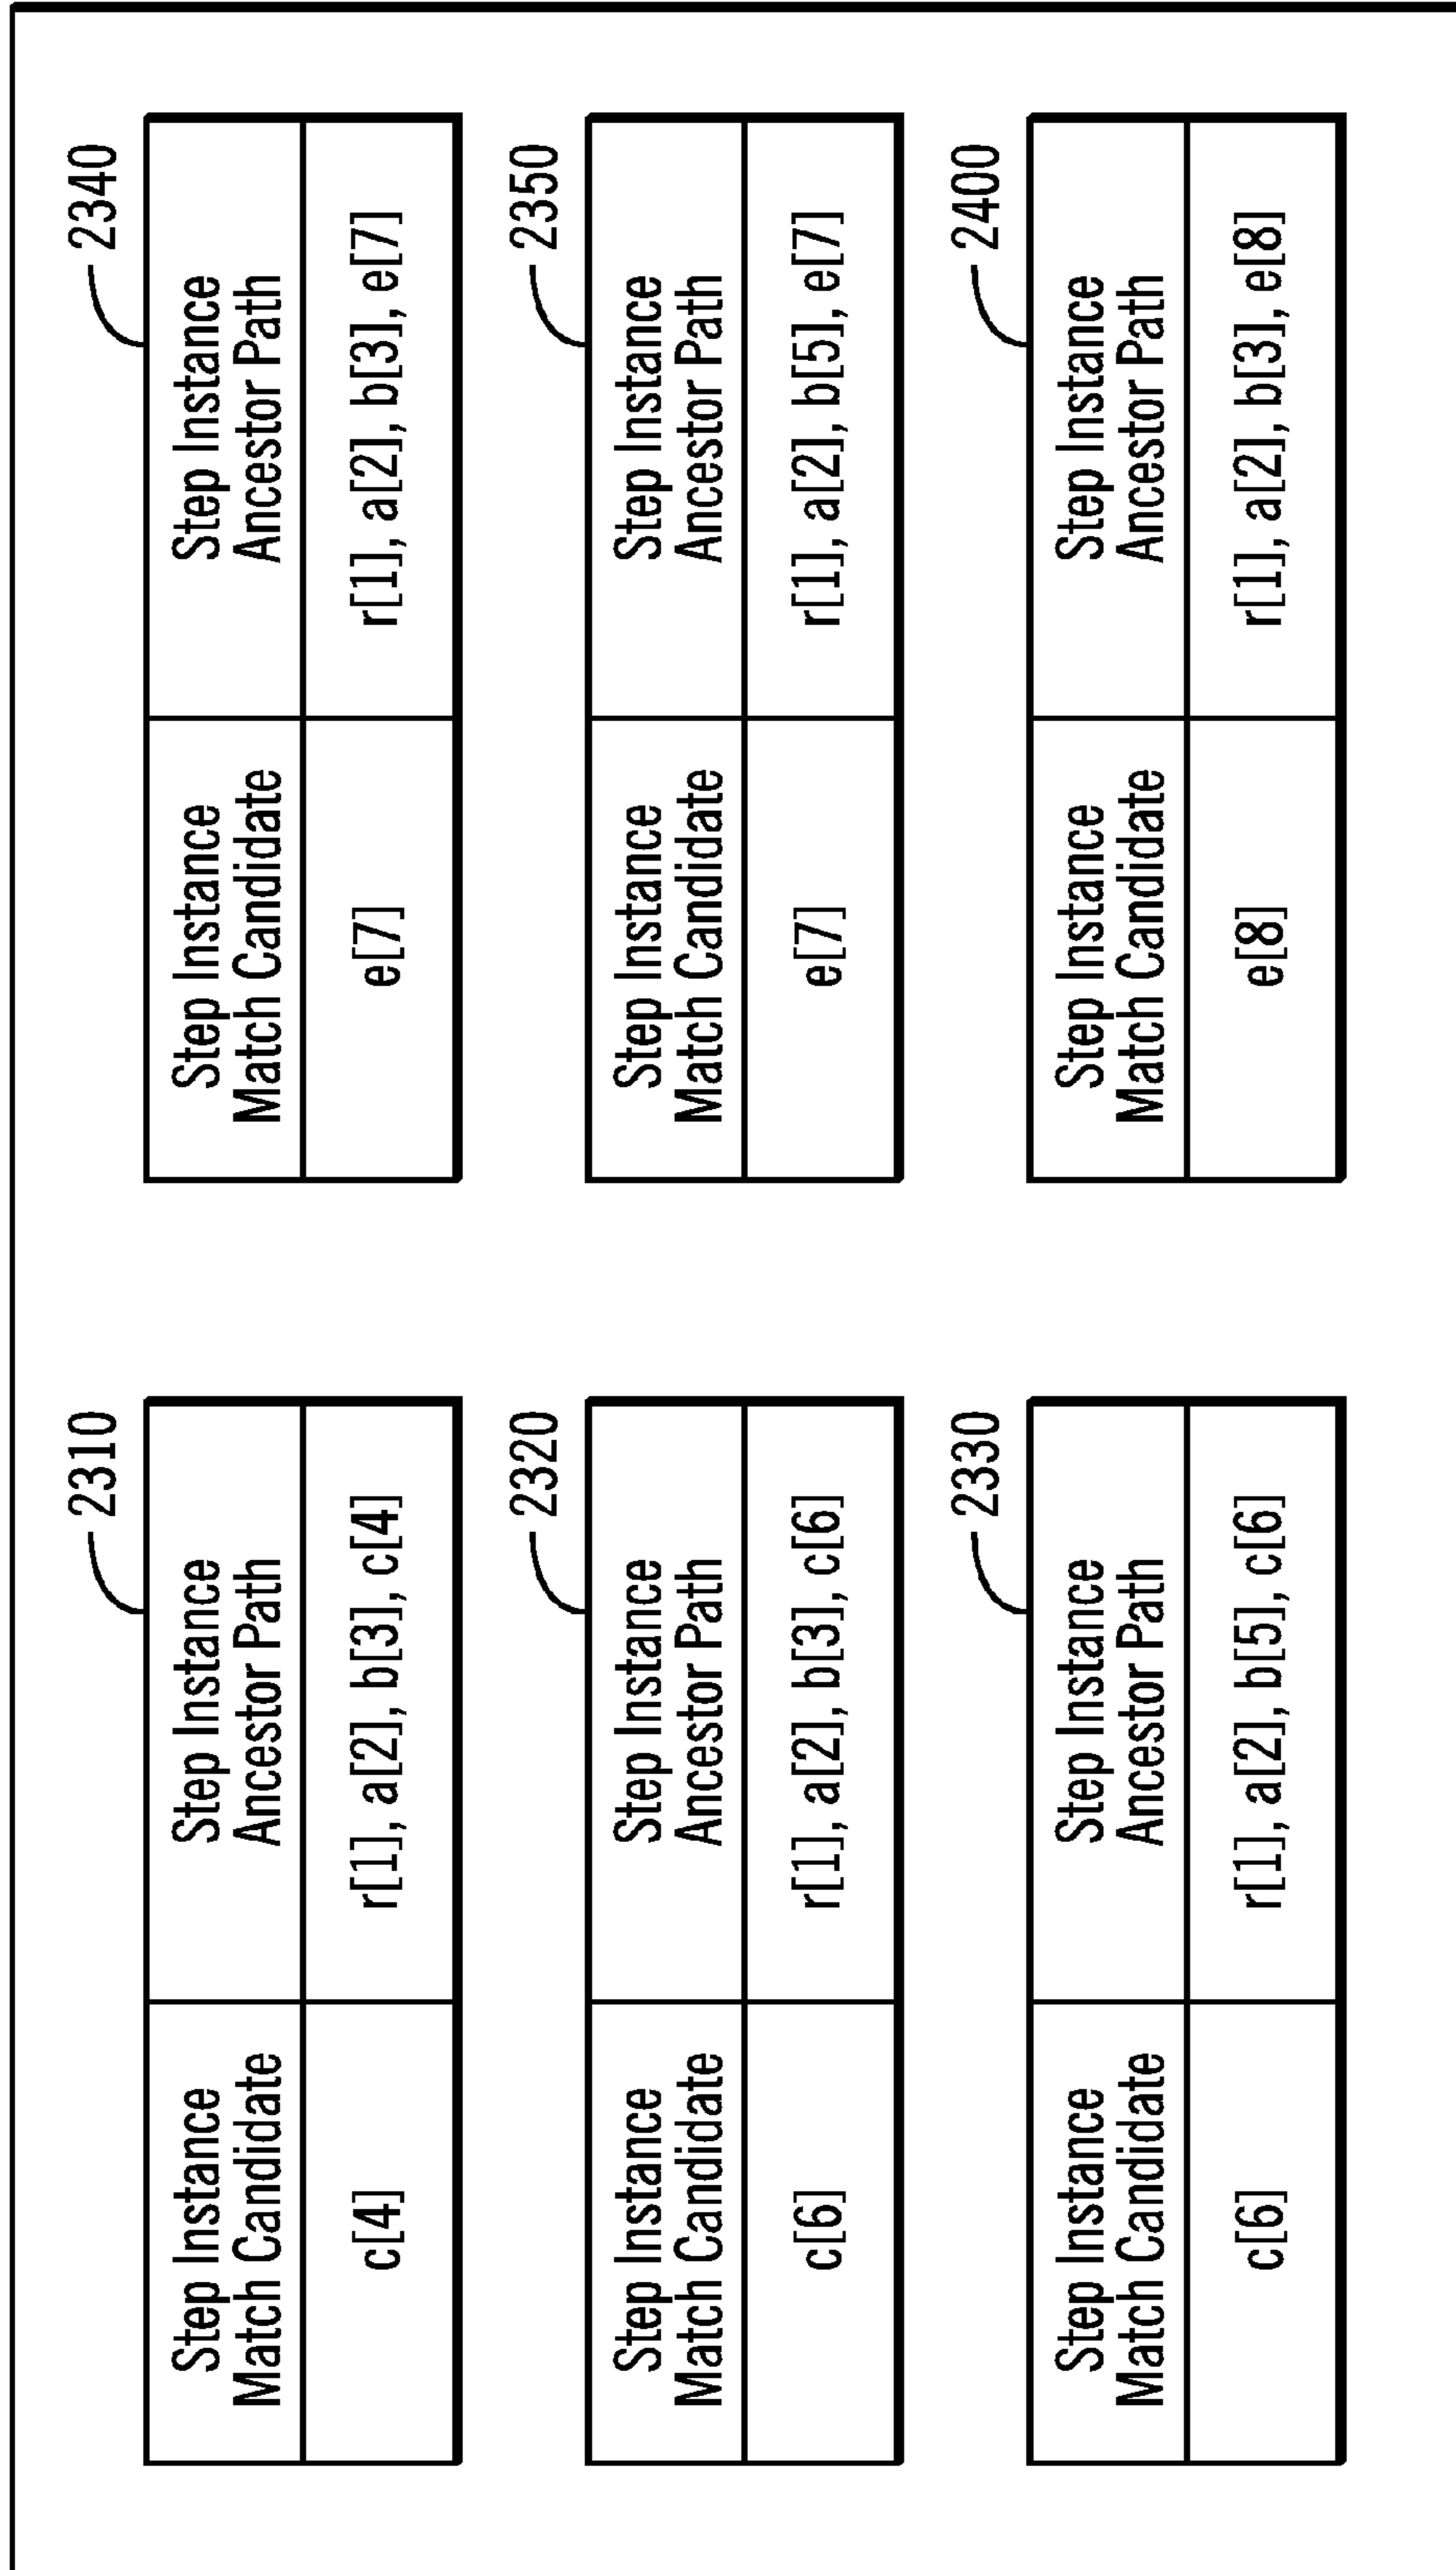 2310
Step Instance
Match Candidate
Step Instance
Ancestor Path
c[4]
r[1], a[2], b[3], c[4]
2340
Step Instance
Match Candidate
Step Instance
Ancestor Path
e[7]
r[1], a[2], b[3], e[7]
2320
Step Instance
Match Candidate
Step Instance
Ancestor Path
c[6]
r[1], a[2], b[3], c[6]
2350
Step Instance
Match Candidate
Step Instance
Ancestor Path
e[7]
r[1], a[2], b[5], e[7]
2330
Step Instance
Match Candidate
Step Instance
Ancestor Path
c[6]
r[1], a[2], b[5], c[6]
2400
Step Instance
Match Candidate
Step Instance
Ancestor Path
e[8]
r[1], a[2], b[3], e[8]